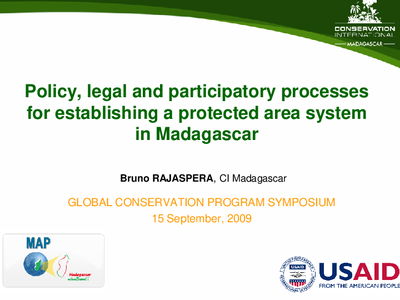 CONSERVATION
INTERNATIONAL
MADAGASCAR
Policy, legal and participatory processes
for establishing a protected area system
in Madagascar
Bruno RAJASPERA, CI Madagascar
GLOBAL CONSERVATION PROGRAM SYMPOSIUM
15 September, 2009
MAP
Madagascar
USAID
FROM THE AMERICAN PEOPLE